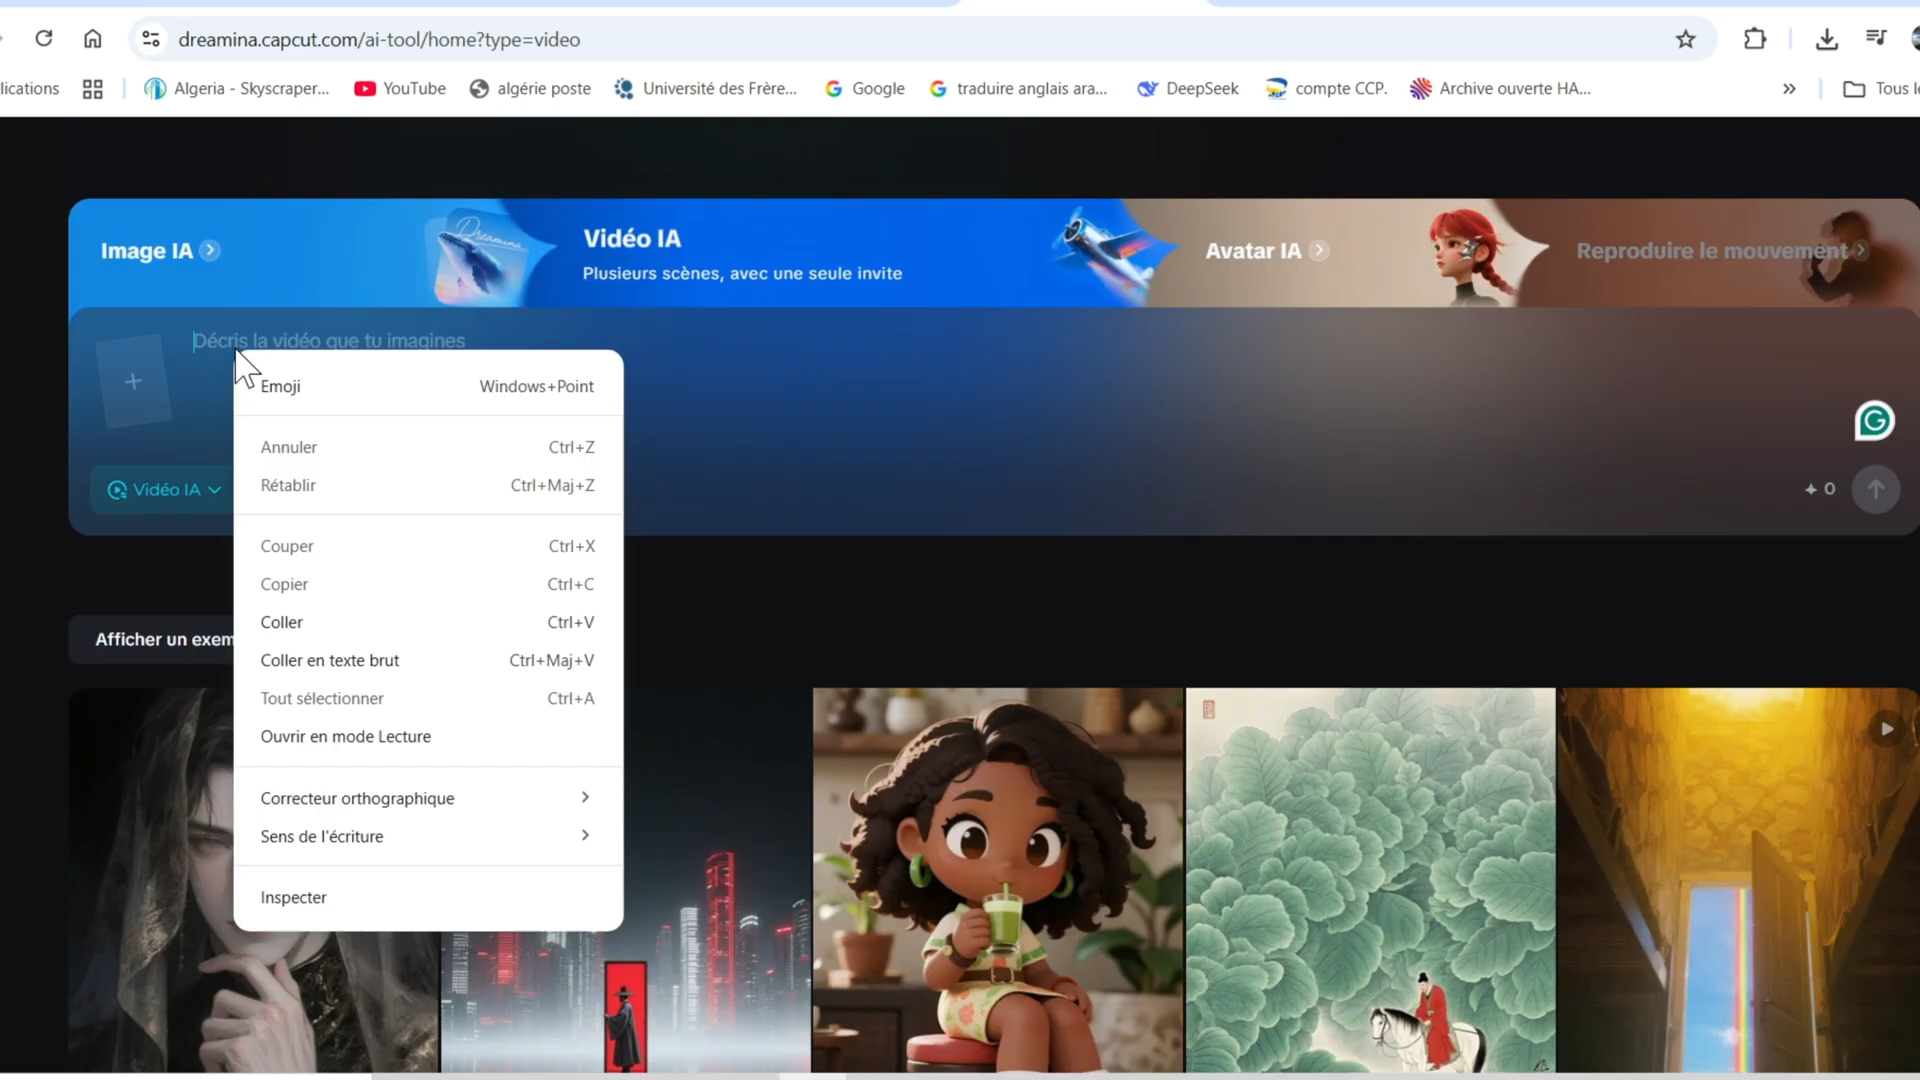 dreamina.capcut.com/ai-tool/home?type=video
lications
Algeria - Skyscraper...
YouTube
algérie poste
Université des Frère...
Google
traduire anglais ara...
DeepSeek
compte CCP.
Archive ouverte HA...
»
Tous le
Image IA
Dreamina
Vidéo IA
Plusieurs scènes, avec une seule invite
Avatar IA
Reproduire le mouvement
Décris la vidéo que tu imagines
Emoji Windows+Point
Annuler Ctrl+Z
Rétablir Ctrl+Maj+Z
Vidéo IA
0
Couper Ctrl+X
Copier Ctrl+C
Coller Ctrl+V
Afficher un exem
Coller en texte brut Ctrl+Maj+V
Tout sélectionner Ctrl+A
Ouvrir en mode Lecture
Correcteur orthographique
Sens de l'écriture
Inspecter